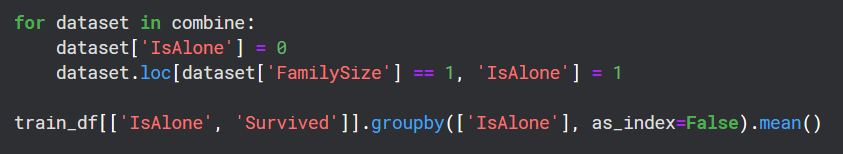 for dataset in combine:
    dataset['IsAlone'] = 0
    dataset.loc[dataset['FamilySize'] == 1, 'IsAlone'] = 1

train_df[['IsAlone', 'Survived']].groupby(['IsAlone'], as_index=False).mean()